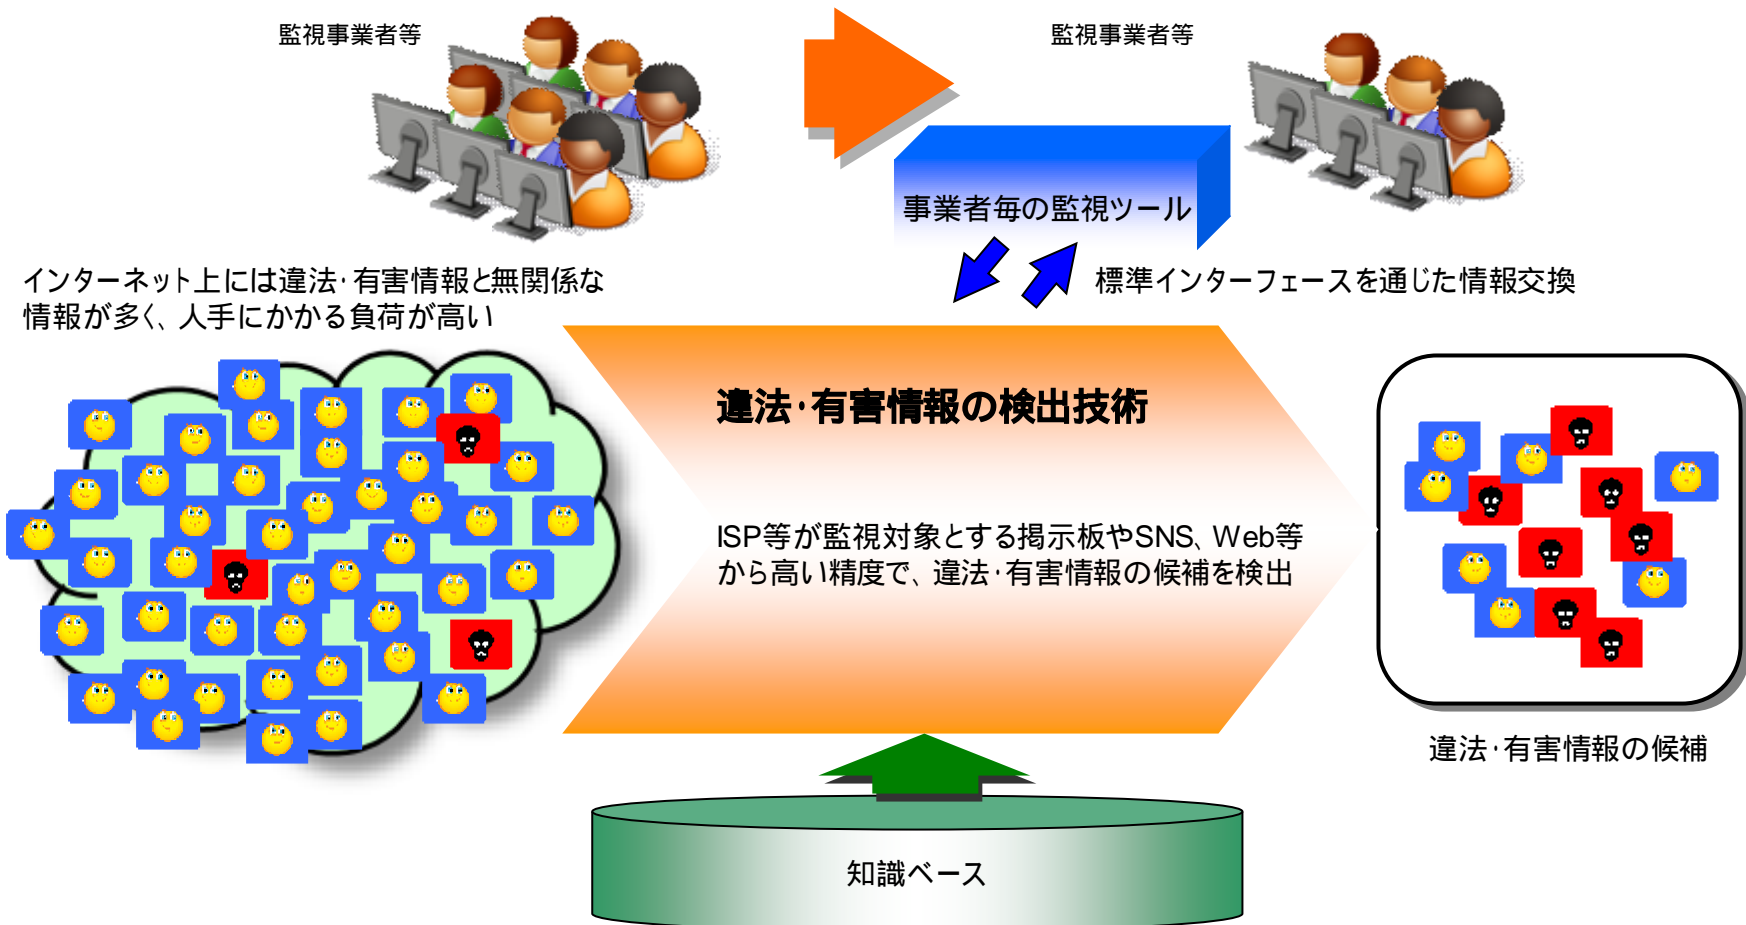 監視事業者等
監視事業者等
事業者毎の監視ツール
インターネット上には違法・有害情報と無関係な
情報が多く、人手にかかる負荷が高い
標準インターフェースを通じた情報交換
違法・有害情報の検出技術
ISP等が監視対象とする掲示板やSNS、Web等
から高い精度で、違法・有害情報の候補を検出
違法・有害情報の候補
知識ベース